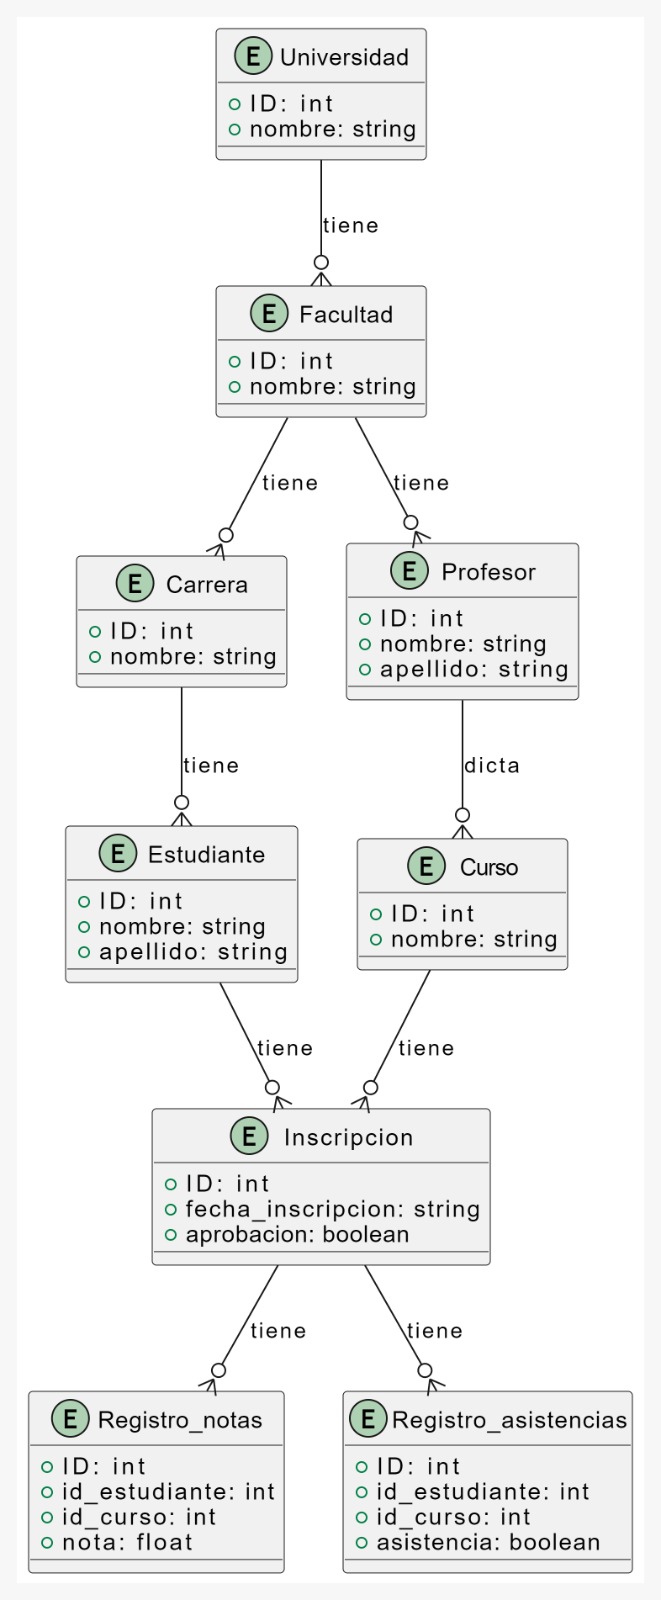 E Universidad
ID: int
nombre: string
tiene
E Facultad
ID: int
nombre: string
tiene
tiene
E Carrera
ID: int
nombre: string
E Profesor
ID: int
nombre: string
apellido: string
tiene
dicta
E Estudiante
ID: int
nombre: string
apellido: string
E Curso
ID: int
nombre: string
tiene
tiene
E Inscripcion
ID: int
fecha_inscripcion: string
aprobacion: boolean
tiene
tiene
E Registro_notas
ID: int
id_estudiante: int
id_curso: int
nota: float
E Registro_asistencias
ID: int
id_estudiante: int
id_curso: int
asistencia: boolean